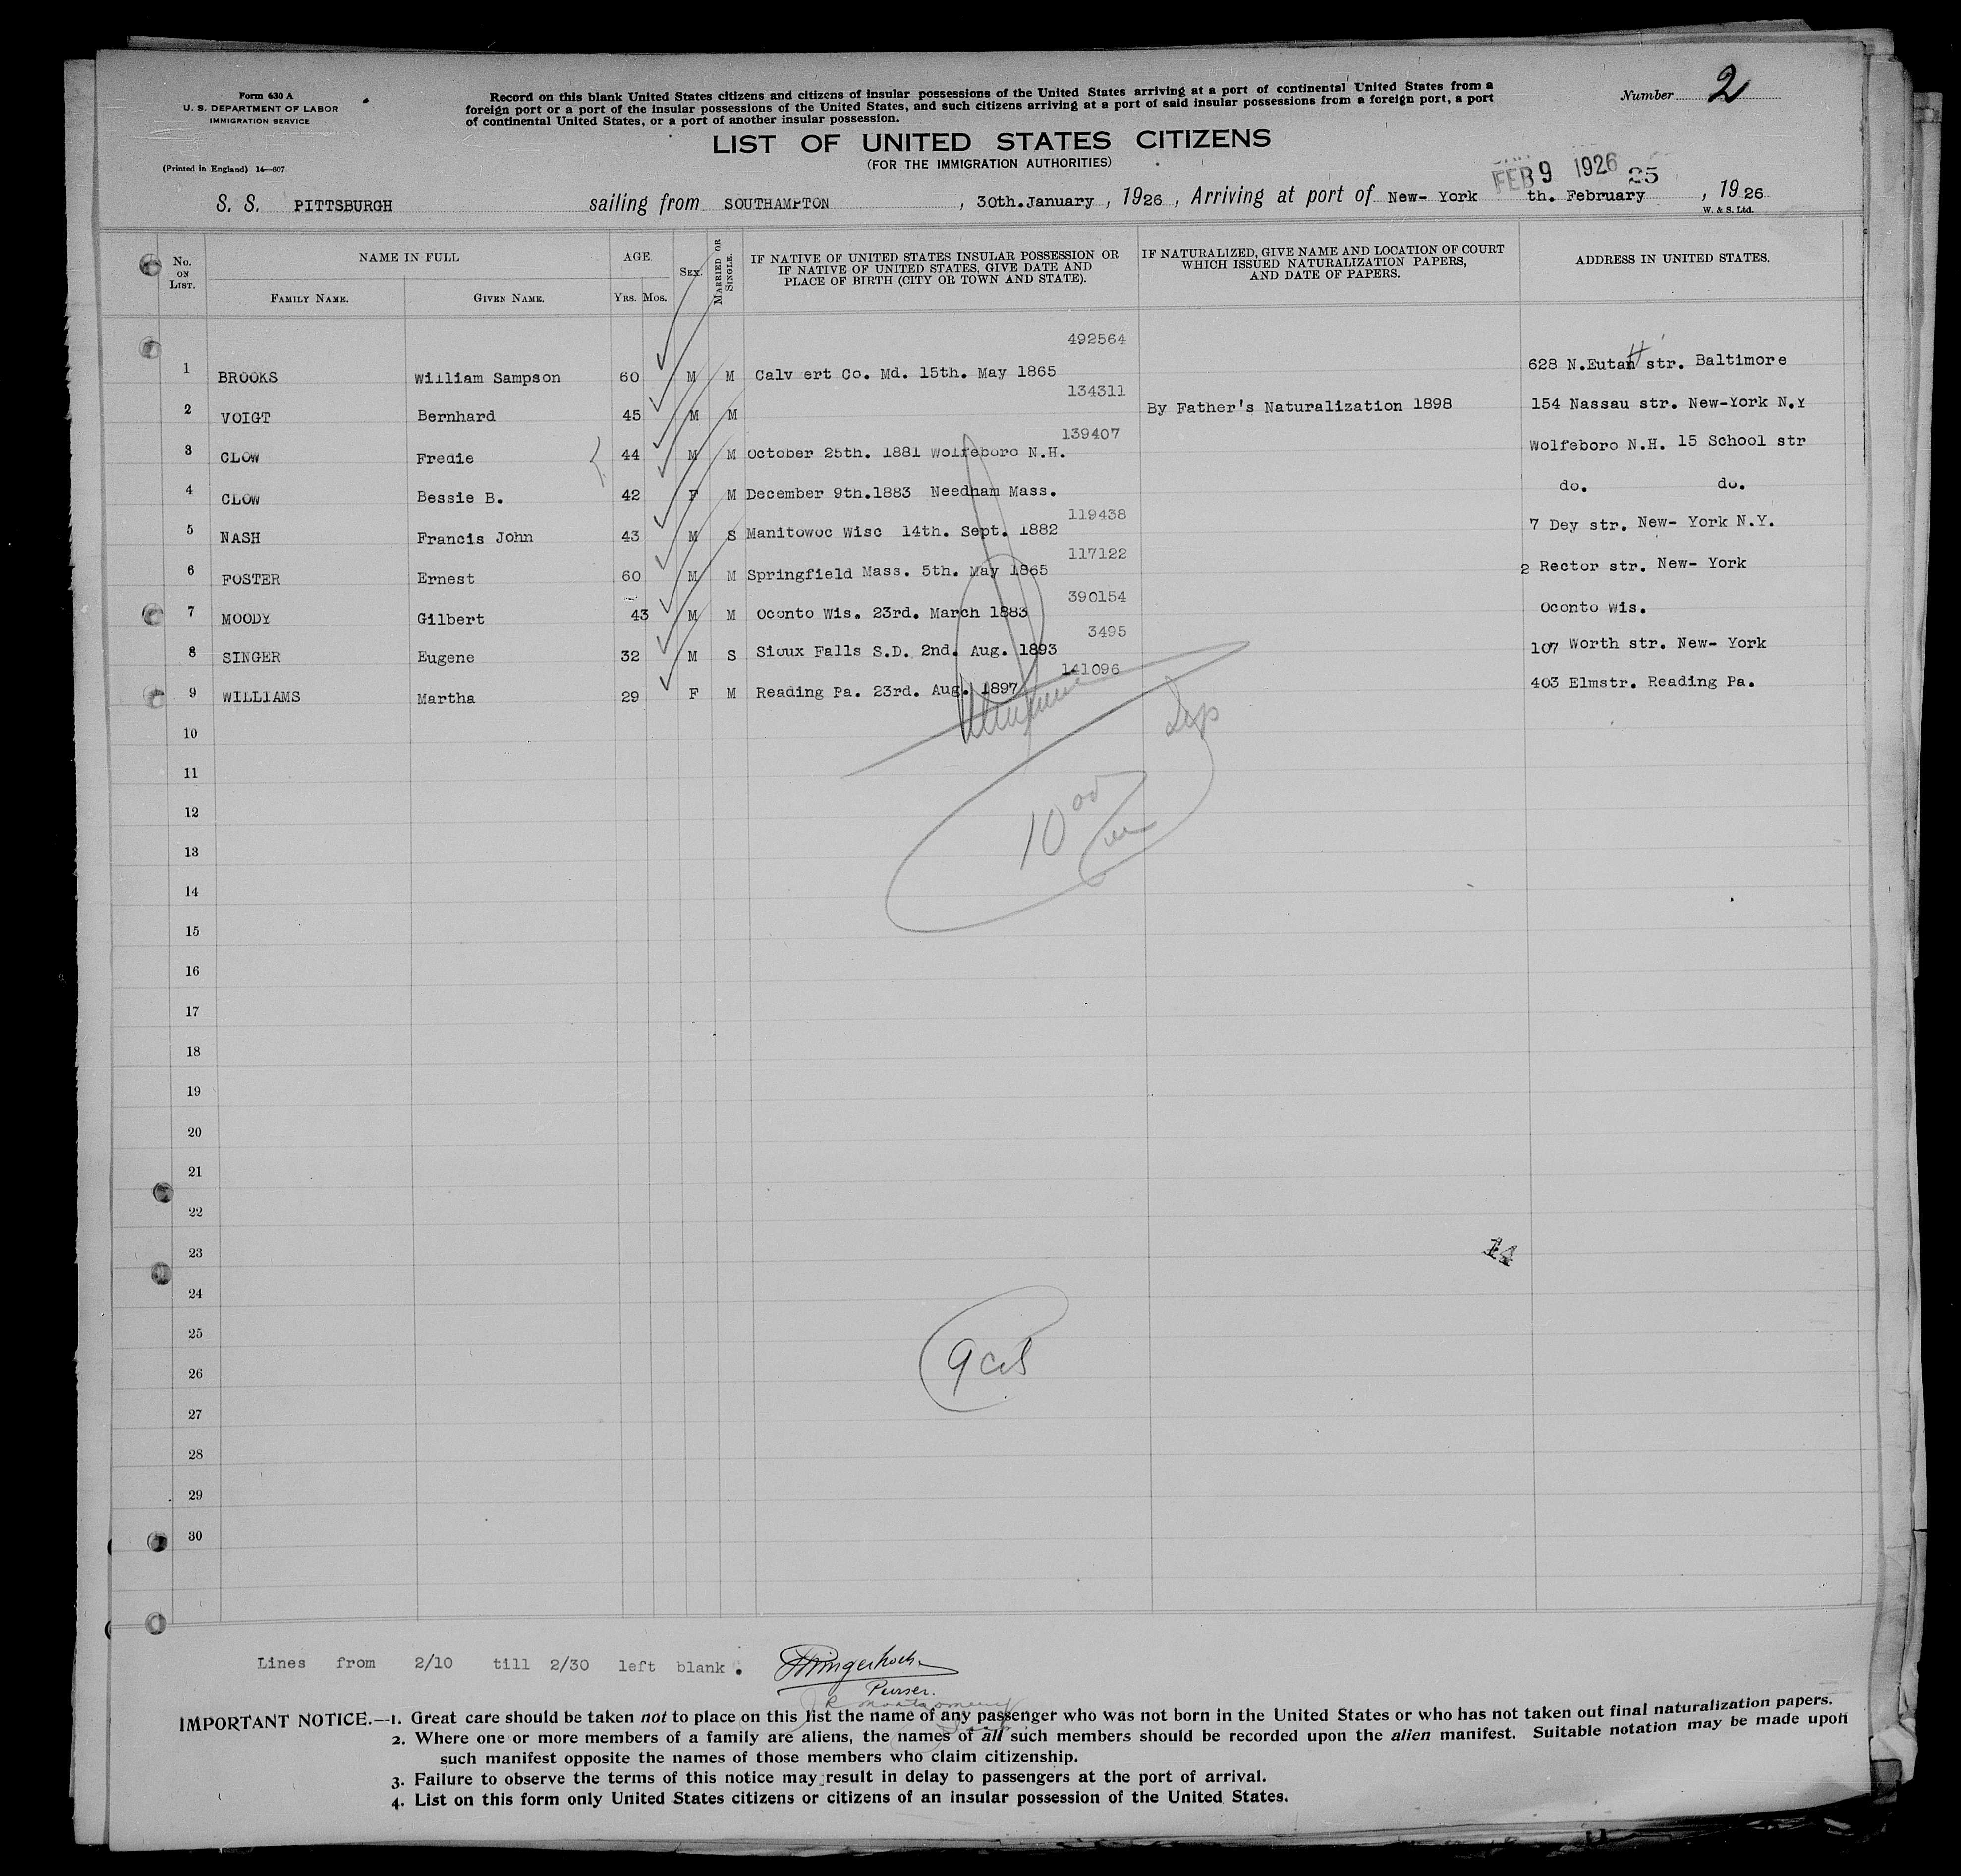 Form 630 A
U. S. DEPARTMENT OF LABOR
IMMIGRATION SERVICE
(Printed in England) 14—607
Record on this blank United States citizens and citizens of insular possessions of the United States arriving at a port of continental United States from a
foreign port or a port of the insular possessions of the United States, and such citizens arriving at a port of said insular possessions from a foreign port, a port
of continental United States, or a port of another insular possession.
Number 2
LIST OF UNITED STATES CITIZENS
(FOR THE IMMIGRATION AUTHORITIES)
FEB 9 1926 25
S. S. PITTSBURGH sailing from SOUTHAMPTON, 30th.January, 1926, Arriving at port of New- York th. February, 1926
W. & S. Ltd.
No. ON LIST. NAME IN FULL AGE. SEX. MARRIED OR SINGLE. IF NATIVE OF UNITED STATES INSULAR POSSESSION OR IF NATIVE OF UNITED STATES, GIVE DATE AND PLACE OF BIRTH (CITY OR TOWN AND STATE). IF NATURALIZED, GIVE NAME AND LOCATION OF COURT WHICH ISSUED NATURALIZATION PAPERS, AND DATE OF PAPERS. ADDRESS IN UNITED STATES.
FAMILY NAME. GIVEN NAME. YRS. MOS.
492564
1 BROOKS William Sampson 60 M M Calv ert Co. Md. 15th. May 1865 628 N.Eutah str. Baltimore
134311
2 VOIGT Bernhard 45 M M By Father's Naturalization 1898 154 Nassau str. New-York N.Y
139407
3 CLOW Fredie 44 M M October 25th. 1881 Wolfeboro N.H. Wolfeboro N.H. 15 School str
4 CLOW Bessie B. 42 F M December 9th.1883 Needham Mass. do. do.
119438
5 NASH Francis John 43 M S Manitowoc Wisc 14th. Sept. 1882 7 Dey str. New- York N.Y.
117122
6 FOSTER Ernest 60 M M Springfield Mass. 5th. May 1865 2 Rector str. New- York
390154
7 MOODY Gilbert 43 M M Oconto Wis. 23rd. March 1883 Oconto Wis.
3495
8 SINGER Eugene 32 M S Sioux Falls S.D. 2nd. Aug. 1893 107 Worth str. New- York
141096
9 WILLIAMS Martha 29 F M Reading Pa. 23rd. Aug. 1897 403 Elmstr. Reading Pa.
10
11
10 00
12
13
14
15
16
17
18
19
20
21
22
23 14
24
25
26
27
28
29
30
Lines from 2/10 till 2/30 left blank.
Purser.
IMPORTANT NOTICE.—1. Great care should be taken not to place on this list the name of any passenger who was not born in the United States or who has not taken out final naturalization papers.
2. Where one or more members of a family are aliens, the names of all such members should be recorded upon the alien manifest. Suitable notation may be made upon
such manifest opposite the names of those members who claim citizenship.
3. Failure to observe the terms of this notice may result in delay to passengers at the port of arrival.
4. List on this form only United States citizens or citizens of an insular possession of the United States.